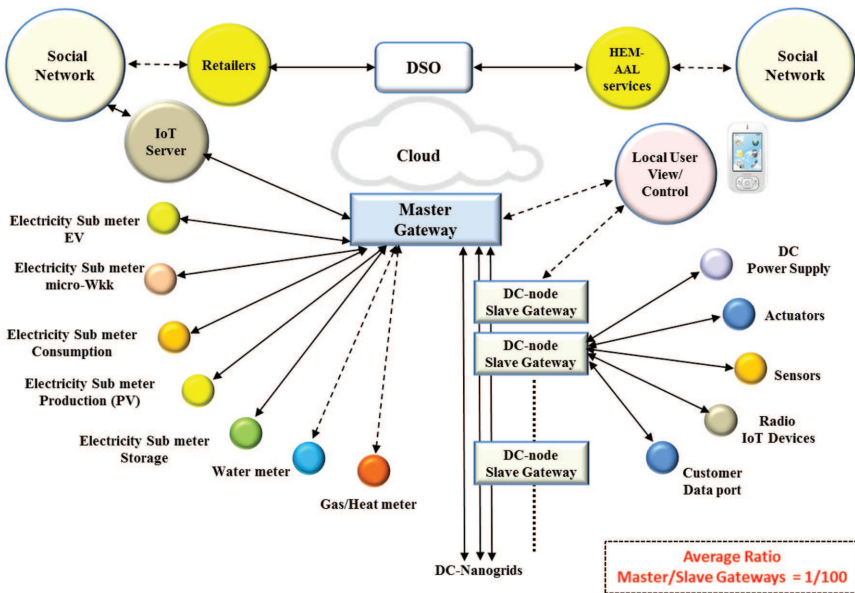 Social
Network
Retailers
DSO
HEM-
AAL
services
Social
Network
IoT
Server
Cloud
Local User
View/
Control
Master
Gateway
Electricity Sub meter
EV
Electricity Sub meter
micro-Wkk
Electricity Sub meter
Consumption
Electricity Sub meter
Production (PV)
Electricity Sub meter
Storage
Water meter
Gas/Heat meter
DC-node
Slave Gateway
DC-node
Slave Gateway
DC-node
Slave Gateway
DC
Power Supply
Actuators
Sensors
Radio
IoT Devices
Customer
Data port
DC-Nanogrids
Average Ratio
Master/Slave Gateways = 1/100